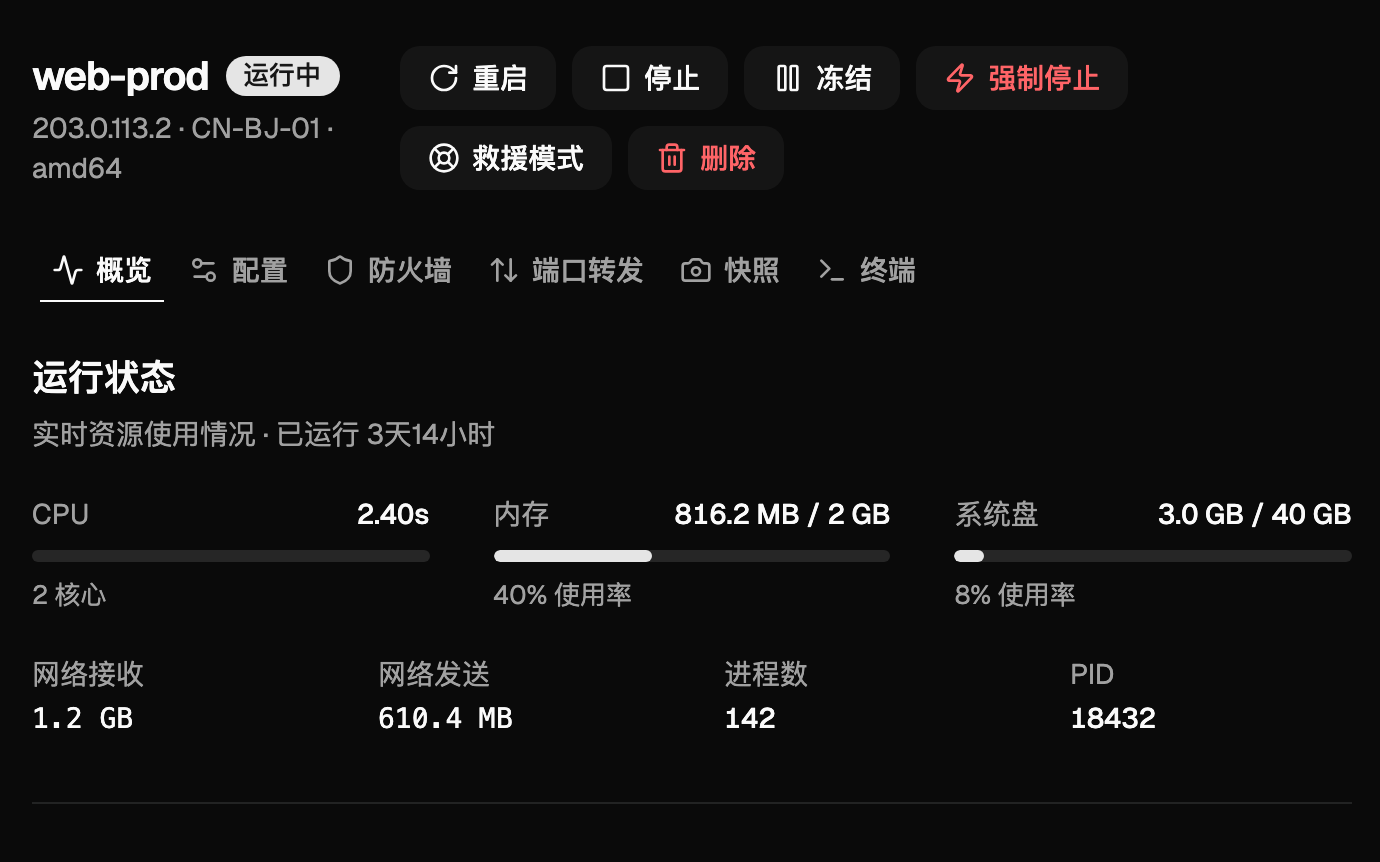 web-prod 运行中
203.0.113.2 · CN-BJ-01 ·
amd64
重启 停止 冻结 强制停止
救援模式 删除
概览 配置 防火墙 端口转发 快照 终端
运行状态
实时资源使用情况 · 已运行 3天14小时
CPU 2.40s 内存 816.2 MB / 2 GB 系统盘 3.0 GB / 40 GB
2 核心 40% 使用率 8% 使用率
网络接收 网络发送 进程数 PID
1.2 GB 610.4 MB 142 18432